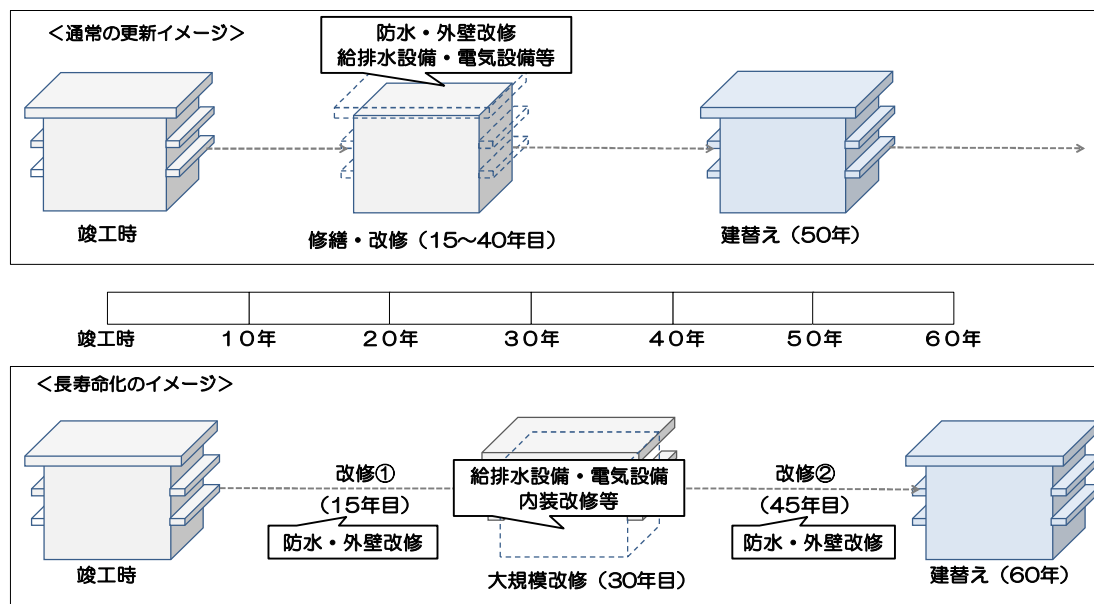 ＜通常の更新イメージ＞
防水・外壁改修
給排水設備・電気設備等
竣工時
修繕・改修（15～40年目）
建替え（50年）
竣工時
１０年
２０年
３０年
４０年
５０年
６０年
＜長寿命化のイメージ＞
改修①
（15年目）
防水・外壁改修
給排水設備・電気設備
内装改修等
改修②
（45年目）
防水・外壁改修
竣工時
大規模改修（30年目）
建替え（60年）